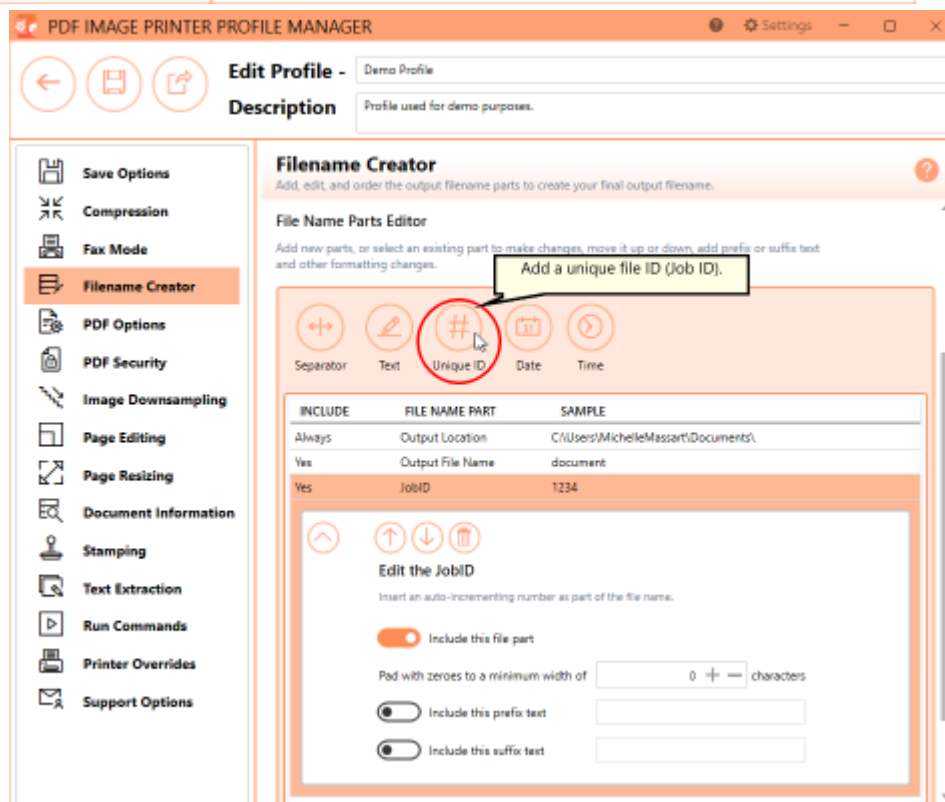 PDF IMAGE PRINTER PROFILE MANAGER
Settings
Edit Profile - Demo Profile
Description Profile used for demo purposes.
Save Options
Compression
Fax Mode
Filename Creator
PDF Options
PDF Security
Image Downsampling
Page Editing
Page Resizing
Document Information
Stamping
Text Extraction
Run Commands
Printer Overrides
Support Options
Filename Creator
Add, edit, and order the output filename parts to create your final output filename.
File Name Parts Editor
Add new parts, or select an existing part to make changes, move it up or down, add prefix or suffix text
and other formatting changes.
Add a unique file ID (Job ID).
Separator Text Unique ID Date Time
INCLUDE FILE NAME PART SAMPLE
Always Output Location C:\Users\MichelleMassart\Documents\
Yes Output File Name document
Yes JobID 1234
Edit the JobID
Insert an auto-incrementing number as part of the file name.
Include this file part
Pad with zeroes to a minimum width of 0 characters
Include this prefix text
Include this suffix text